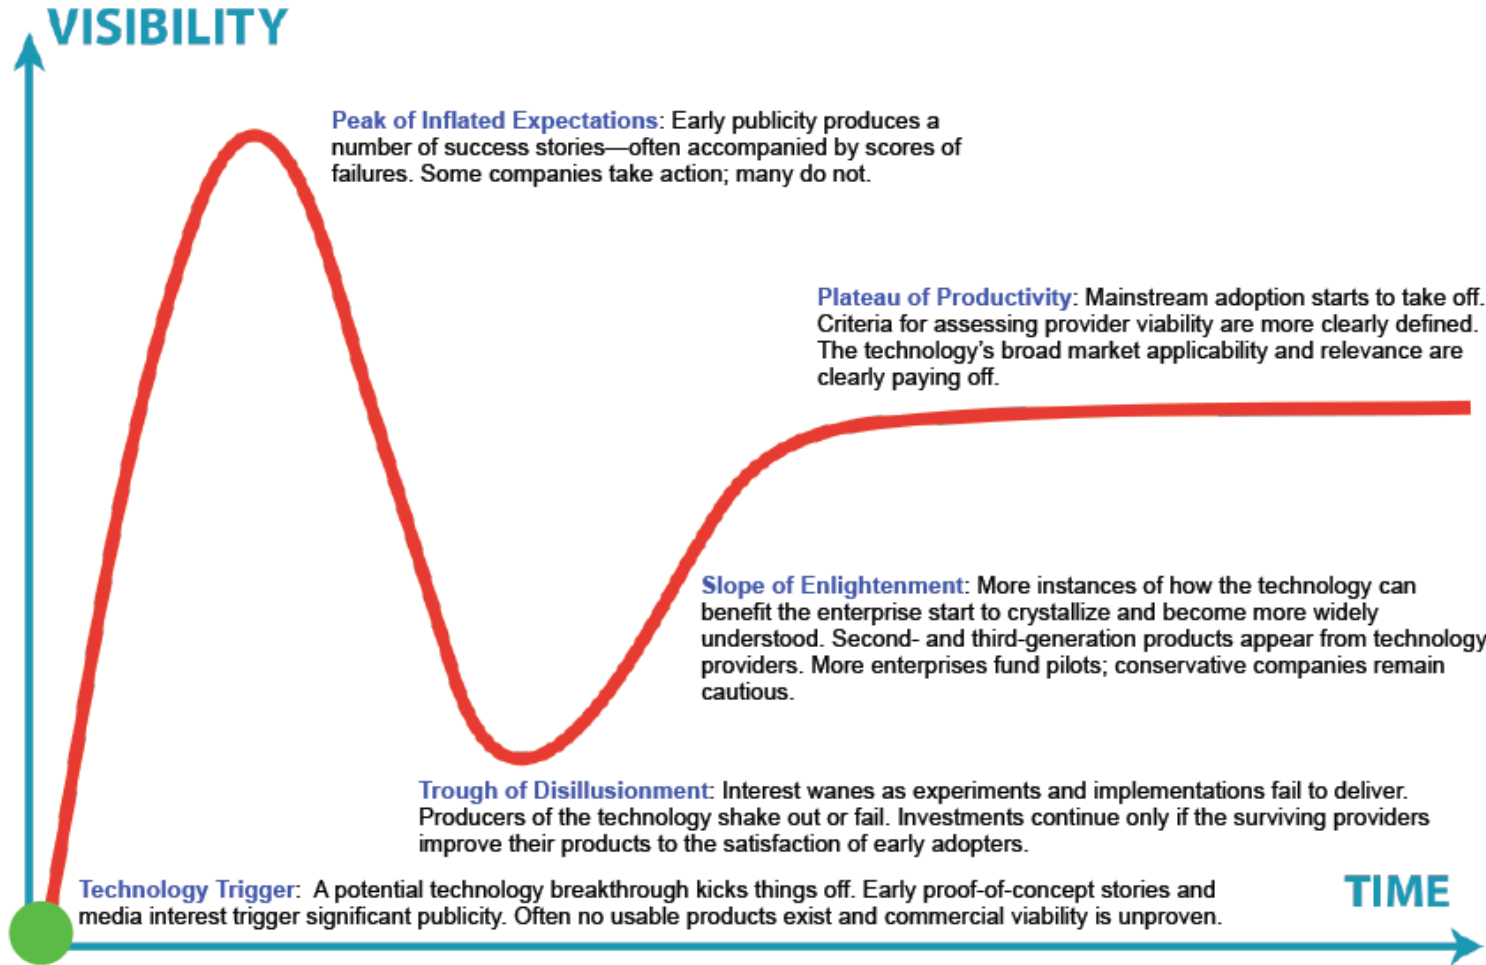 VISIBILITY
Peak of Inflated Expectations: Early publicity produces a
number of success stories—often accompanied by scores of
failures. Some companies take action; many do not.
Plateau of Productivity: Mainstream adoption starts to take off.
Criteria for assessing provider viability are more clearly defined.
The technology’s broad market applicability and relevance are
clearly paying off.
Slope of Enlightenment: More instances of how the technology can
benefit the enterprise start to crystallize and become more widely
understood. Second- and third-generation products appear from technology
providers. More enterprises fund pilots; conservative companies remain
cautious.
Trough of Disillusionment: Interest wanes as experiments and implementations fail to deliver.
Producers of the technology shake out or fail. Investments continue only if the surviving providers
improve their products to the satisfaction of early adopters.
Technology Trigger: A potential technology breakthrough kicks things off. Early proof-of-concept stories and
media interest trigger significant publicity. Often no usable products exist and commercial viability is unproven.
TIME